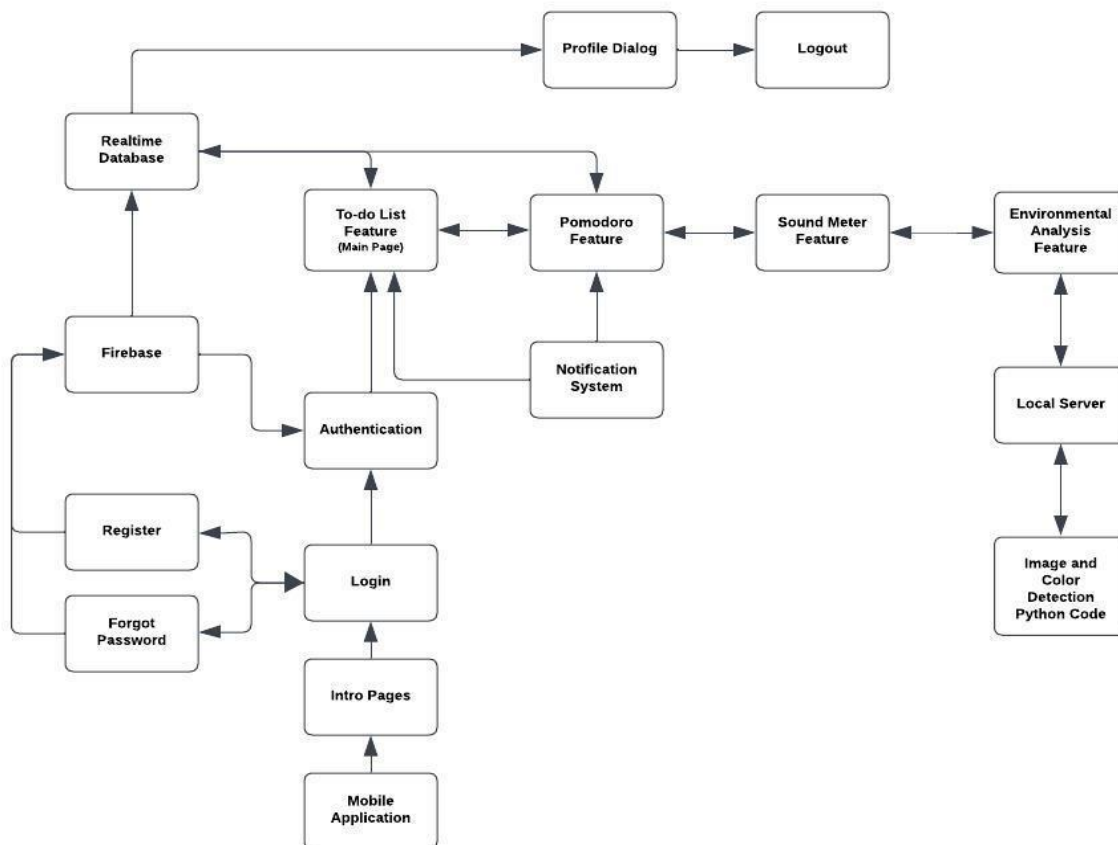 Profile Dialog
Logout
Realtime
Database
To-do List
Feature
(Main Page)
Pomodoro
Feature
Sound Meter
Feature
Environmental
Analysis
Feature
Firebase
Notification
System
Local Server
Authentication
Register
Login
Image and
Color
Detection
Python Code
Forgot
Password
Intro Pages
Mobile
Application